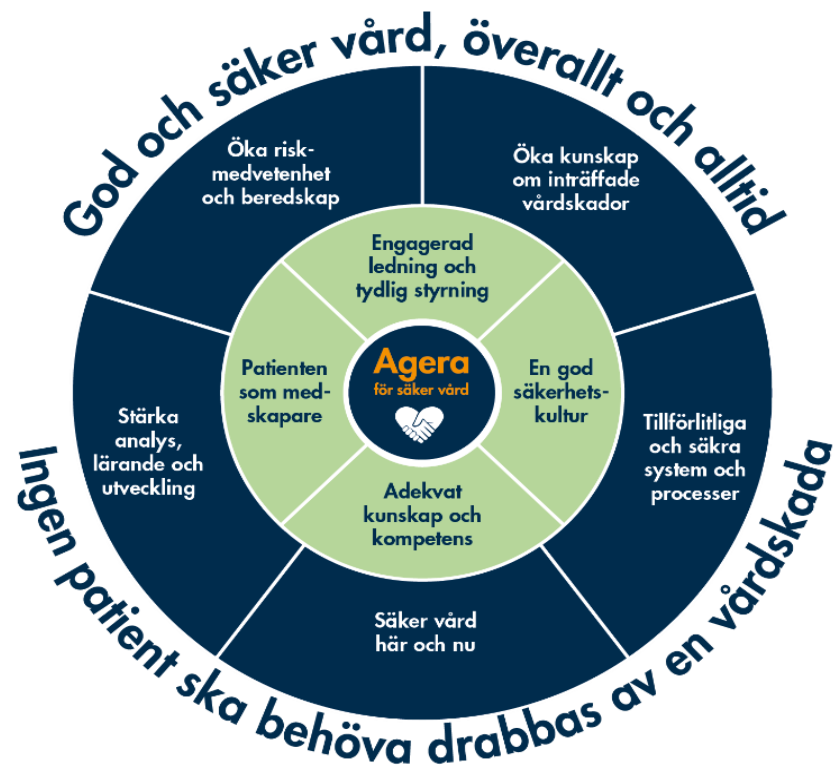 God och säker vård, överallt och alltid
Öka risk-
medvetenhet
och beredskap
Öka kunskap
om inträffade
vårdskador
Engagerad
ledning och
tydlig styrning
Patienten
som med-
skapare
Agera
för säker vård
En god
säkerhets-
kultur
Stärka
analys,
lärande och
utveckling
Tillförlitliga
och säkra
system och
processer
Adekvat
kunskap och
kompetens
Säker vård
här och nu
Ingen patient ska behöva drabbas av en vårdskada